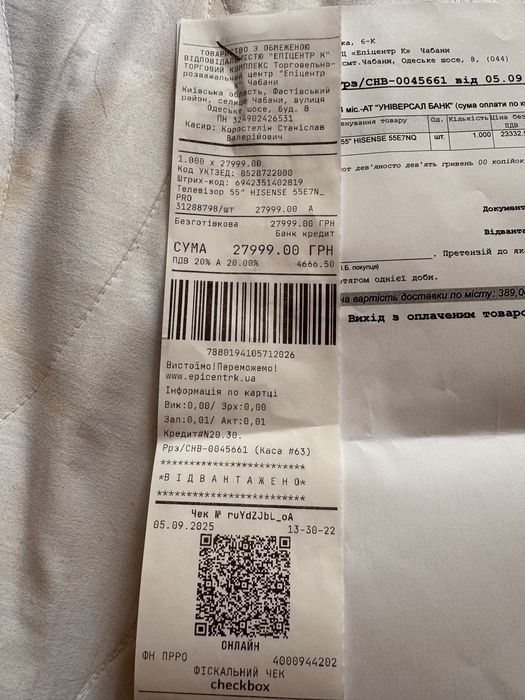 ТОВАРИСТВО З ОБМЕЖЕНОЮ
ВІДПОВІДАЛЬНІСТЮ "ЕПІЦЕНТР К"
ТОРГОВИЙ КОМПЛЕКС Торговельно-
розважальний центр "Епіцентр
Чабани
Київська область, Фастівський
район, селище Чабани, вулиця
Одеське шосе, буд. 8
ПН 324902426531
Касир: Коростелін Станіслав
Валерійович
1.000 x 27999.00
Код УКТЗЕД: 8528722000
Штрих-код: 6942351402819
Телевізор 55" HISENSE 55E7N_
PRO
31288798/шт 27999.00 А
Безготівкова 27999.00 ГРН
Банк кредит
СУМА 27999.00 ГРН
ПДВ 20% А 20.00% 4666.50
7880194105712026
Вистоїмо!Переможемо!
www.epicentrk.ua
Інформація по картці
Вик:0,00/ Зрх:0,00
Зал:0,01/ Акт:0,01
Кредит#N20.30.
Ррз/СНВ-0045661 (Каса #63)
*********************
*В І Д В А Н Т А Ж Е Н О*
*********************
Чек № ruYdZJbL_oA
05.09.2025 13-30-22
ОНЛАЙН
ФН ПРРО 4000944202
ФІСКАЛЬНИЙ ЧЕК
checkbox
ка, 6-К
Ц «Епіцентр К» Чабани
смт.Чабани, Одеське шосе, 8, (044)
Ррз/СНВ-0045661 від 05.09
міс.-АТ "УНІВЕРСАЛ БАНК" (сума оплати по к
енування товару Од. Кількість Ціна без
ПДВ
55" HISENSE 55E7NQ шт. 1.000 23332.
от дев'яносто дев'ять гривень 00 копійок
Документ
Відванта
. Претензій до як
І.Б. покупця)
тягом однієї доби.
на вартість доставки по місту: 389,0
Вихід з оплаченим товаро